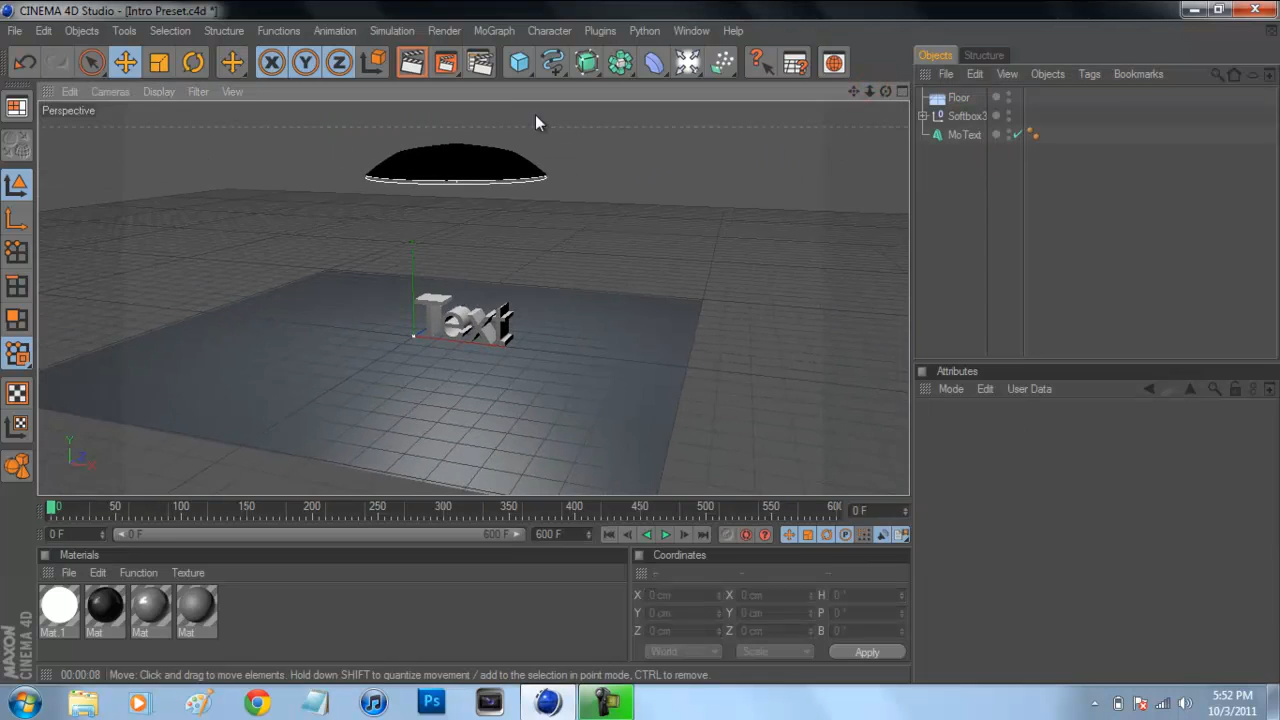 CINEMA 4D Studio - [Intro Preset.c4d *]
File Edit Objects Tools Selection Structure Functions Animation Simulation Render MoGraph Character Plugins Python Window Help
Objects Structure
File Edit View Objects Tags Bookmarks
Edit Cameras Display Filter View
Perspective
Floor
Softbox3
MoText
Text
Attributes
Mode Edit User Data
Y
X
0 50 100 150 200 250 300 350 400 450 500 550 600 0 F
0 F 0 F 600 F 600 F
Materials
File Edit Function Texture
Mat.1 Mat Mat Mat
Coordinates
-- -- --
X 0 cm X 0 cm H 0 °
Y 0 cm Y 0 cm P 0 °
Z 0 cm Z 0 cm B 0 °
World Scale Apply
MAXON
CINEMA 4D
00:00:08 Move: Click and drag to move elements. Hold down SHIFT to quantize movement / add to the selection in point mode, CTRL to remove.
Ps
5:52 PM
10/3/2011